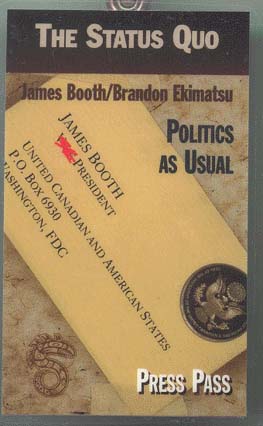 THE STATUS QUO
James Booth/Brandon Ekimatsu
POLITICS
AS USUAL
JAMES BOOTH
PRESIDENT
UNITED CANADIAN AND AMERICAN STATES
P.O. BOX 6930
WASHINGTON, FDC
PRESS PASS